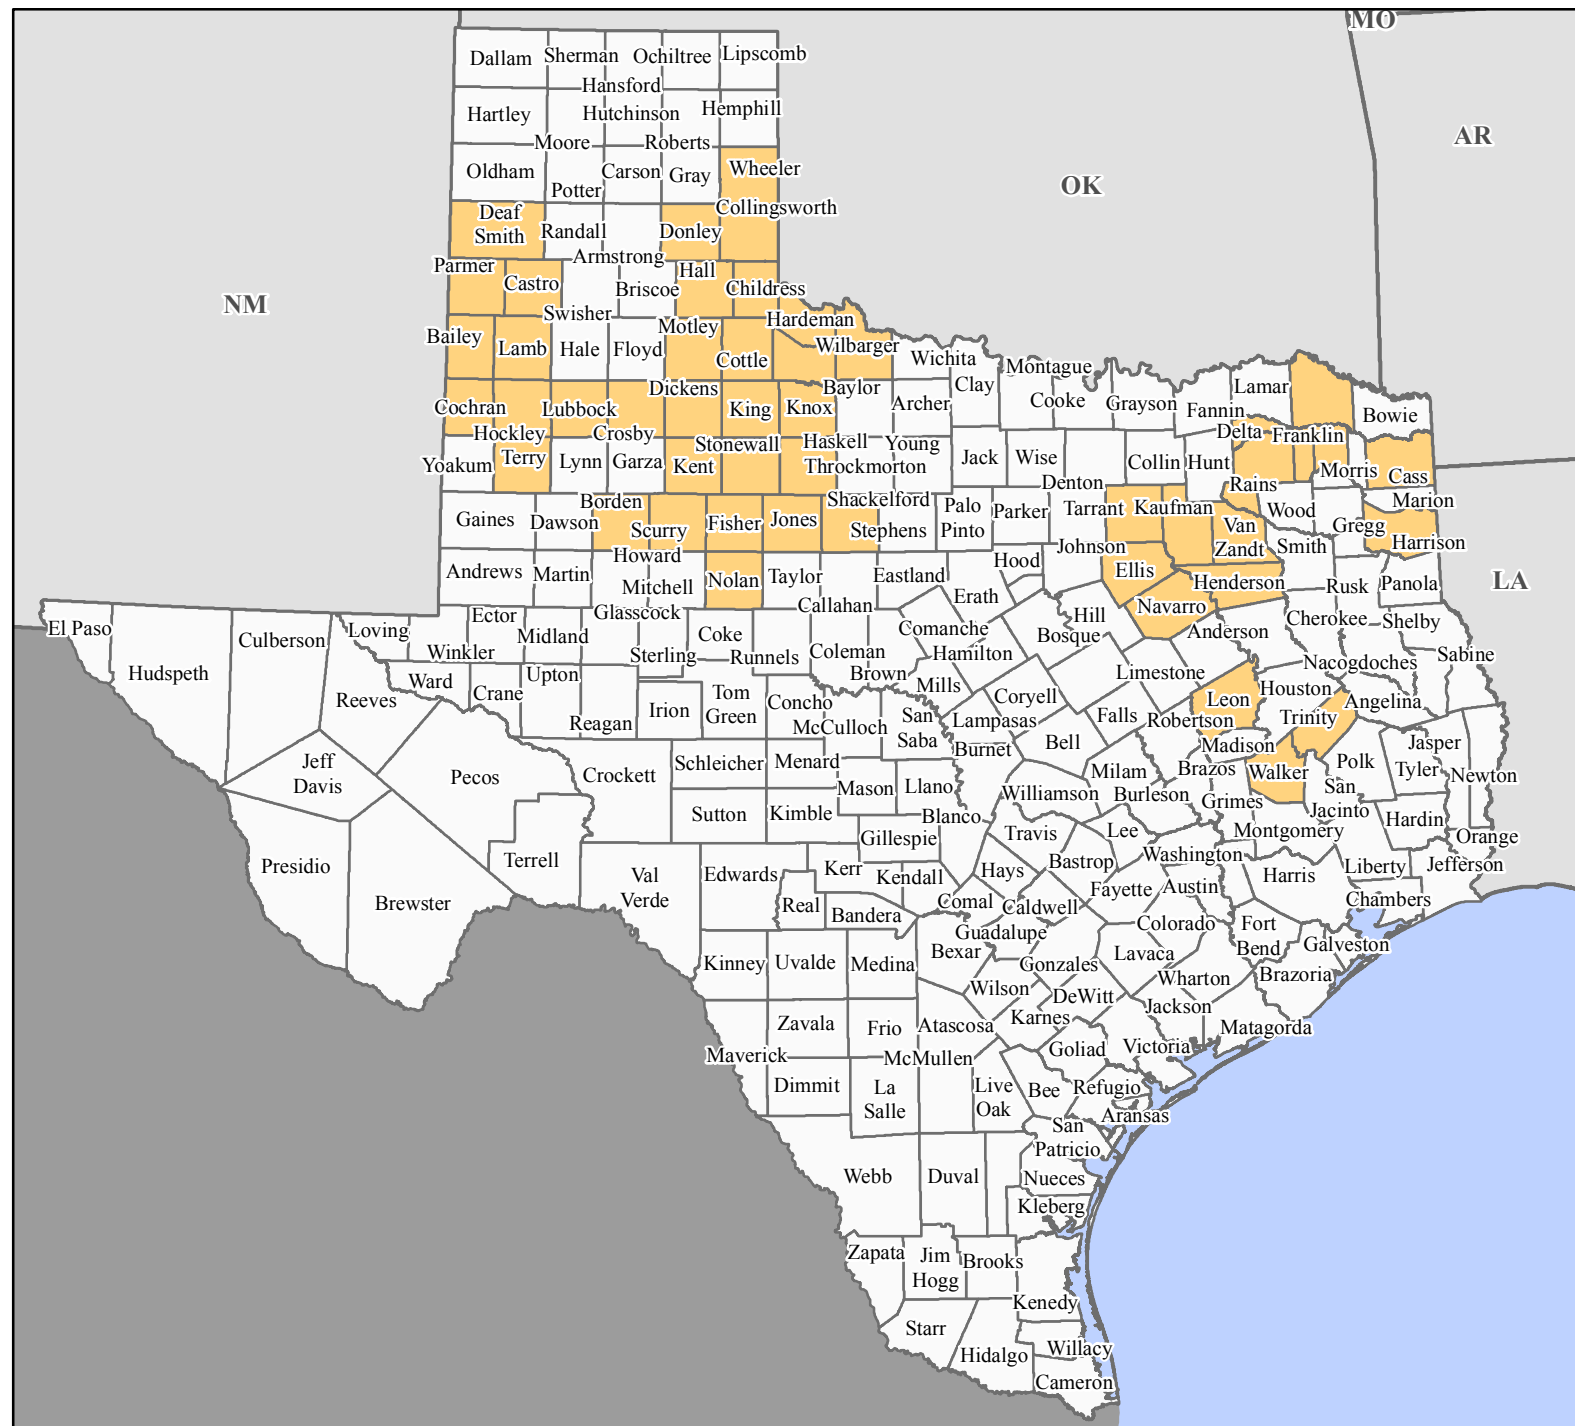 MO
Dallam
Sherman
Ochiltree
Lipscomb
Hansford
Hartley
Hutchinson
Hemphill
AR
Moore
Roberts
Oldham
Potter
Carson
Gray
Wheeler
OK
Deaf
Smith
Randall
Donley
Collingsworth
Armstrong
Parmer
Castro
Briscoe
Hall
Childress
NM
Swisher
Motley
Hardeman
Bailey
Lamb
Hale
Floyd
Cottle
Wilbarger
Wichita
Montague
Dickens
Baylor
Clay
Cooke
Grayson
Fannin
Lamar
Bowie
Cochran
Lubbock
King
Knox
Archer
Hockley
Crosby
Stonewall
Haskell
Young
Delta
Franklin
Yoakum
Terry
Lynn
Garza
Kent
Throckmorton
Jack
Wise
Denton
Collin
Hunt
Rains
Morris
Cass
Marion
Gaines
Dawson
Borden
Scurry
Fisher
Jones
Shackelford
Stephens
Palo
Pinto
Parker
Tarrant
Kaufman
Van
Zandt
Wood
Smith
Gregg
Harrison
Andrews
Martin
Howard
Mitchell
Nolan
Taylor
Eastland
Hood
Johnson
Ellis
Henderson
Rusk
Panola
LA
El Paso
Hudspeth
Culberson
Loving
Winkler
Ector
Midland
Glasscock
Sterling
Coke
Runnels
Callahan
Coleman
Brown
Comanche
Erath
Hamilton
Bosque
Hill
Navarro
Anderson
Cherokee
Shelby
Nacogdoches
Sabine
Reeves
Ward
Crane
Upton
Reagan
Irion
Tom
Green
Concho
McCulloch
San
Saba
Mills
Lampasas
Coryell
Limestone
Falls
Robertson
Leon
Houston
Trinity
Angelina
Jeff
Davis
Pecos
Crockett
Schleicher
Menard
Mason
Llano
Burnet
Bell
Milam
Williamson
Burleson
Brazos
Madison
Walker
Grimes
San
Jacinto
Polk
Tyler
Jasper
Newton
Presidio
Brewster
Terrell
Val
Verde
Sutton
Kimble
Gillespie
Blanco
Travis
Lee
Bastrop
Washington
Montgomery
Hardin
Orange
Edwards
Kerr
Kendall
Hays
Comal
Caldwell
Fayette
Austin
Harris
Liberty
Jefferson
Chambers
Real
Bandera
Guadalupe
Colorado
Fort
Bend
Galveston
Kinney
Uvalde
Medina
Bexar
Wilson
Gonzales
Lavaca
Wharton
Brazoria
Zavala
Frio
Atascosa
Karnes
DeWitt
Jackson
Matagorda
Maverick
McMullen
Goliad
Victoria
Dimmit
La
Salle
Live
Oak
Bee
Refugio
Aransas
San
Patricio
Webb
Duval
Nueces
Kleberg
Zapata
Jim
Hogg
Brooks
Kenedy
Starr
Hidalgo
Willacy
Cameron